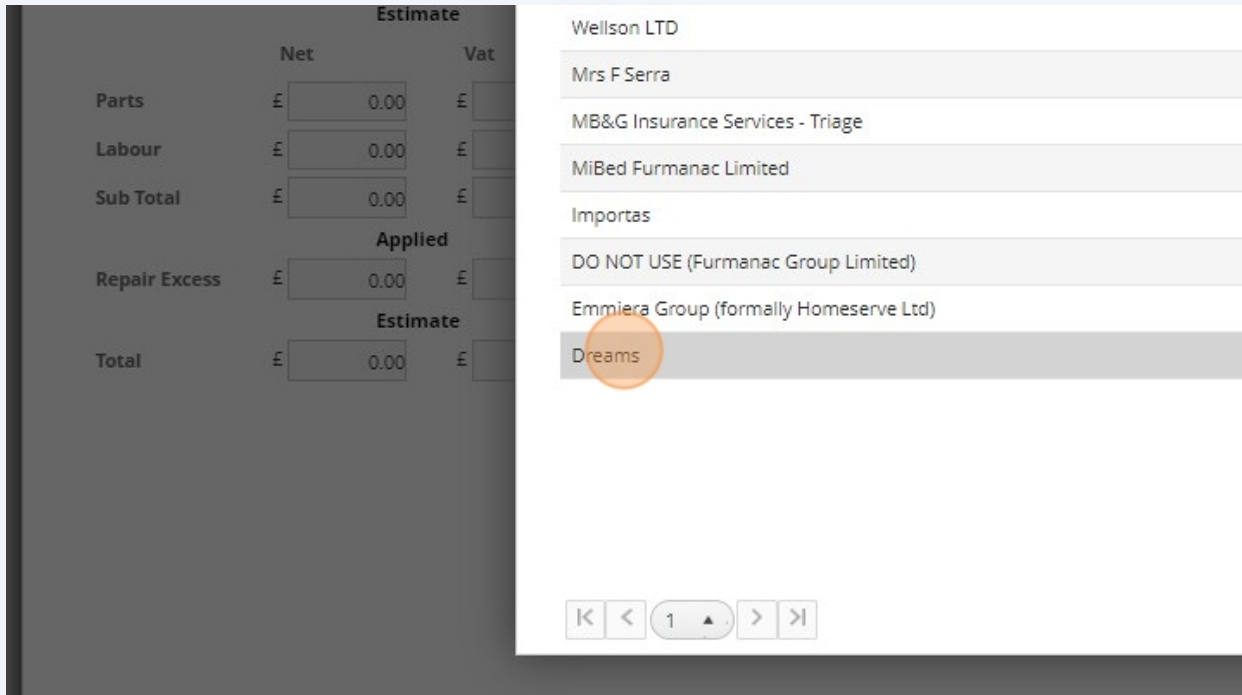 Estimate
Net Vat
Parts £ 0.00 £
Labour £ 0.00 £
Sub Total £ 0.00 £
Applied
Repair Excess £ 0.00 £
Estimate
Total £ 0.00 £
Wellson LTD
Mrs F Serra
MB&G Insurance Services - Triage
MiBed Furmanac Limited
Importas
DO NOT USE (Furmanac Group Limited)
Emmiera Group (formally Homeserve Ltd)
Dreams
1